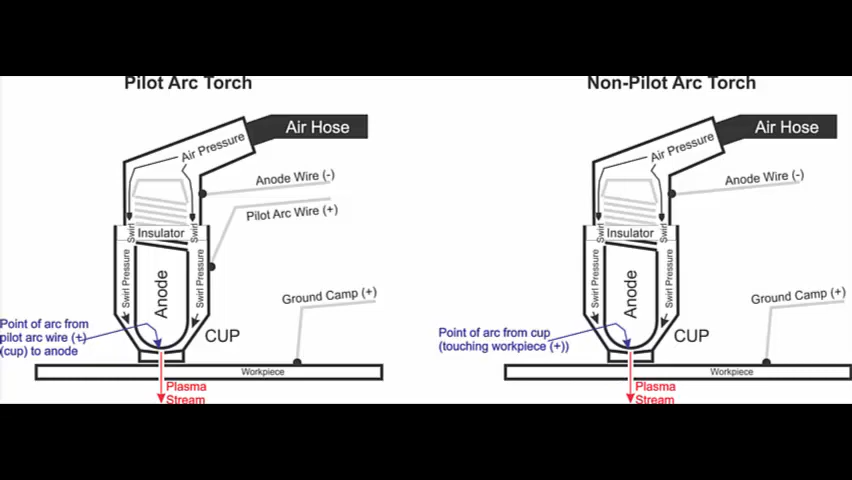 Pilot Arc Torch
Air Hose
Air Pressure
Anode Wire (-)
Pilot Arc Wire (+)
Swirl
Insulator
Swirl
Swirl Pressure
Anode
Swirl Pressure
Ground Camp (+)
Point of arc from
pilot arc wire (+)
(cup) to anode
CUP
Workpiece
Plasma
Stream
Non-Pilot Arc Torch
Air Hose
Air Pressure
Anode Wire (-)
Swirl
Insulator
Swirl
Swirl Pressure
Anode
Swirl Pressure
Ground Camp (+)
Point of arc from cup
(touching workpiece (+))
CUP
Workpiece
Plasma
Stream